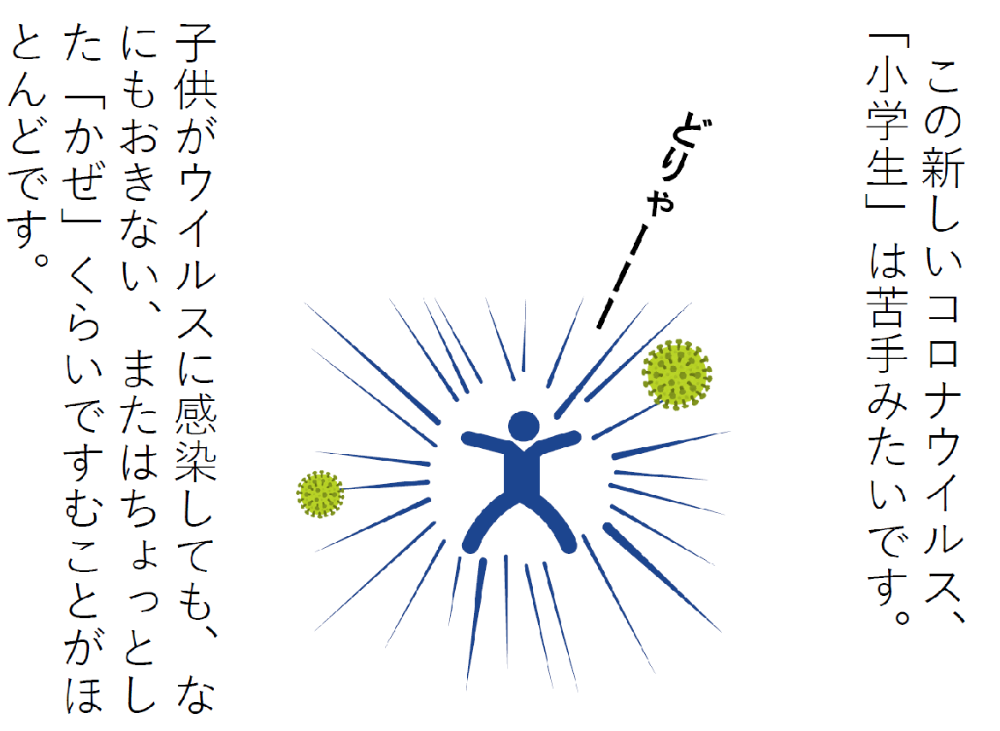 この新しいコロナウイルス、
「小学生」は苦手みたいです。
どりゃーーー
子供がウイルスに感染しても、な
にもおきない、またはちょっとし
た「かぜ」くらいですむことがほ
とんどです。